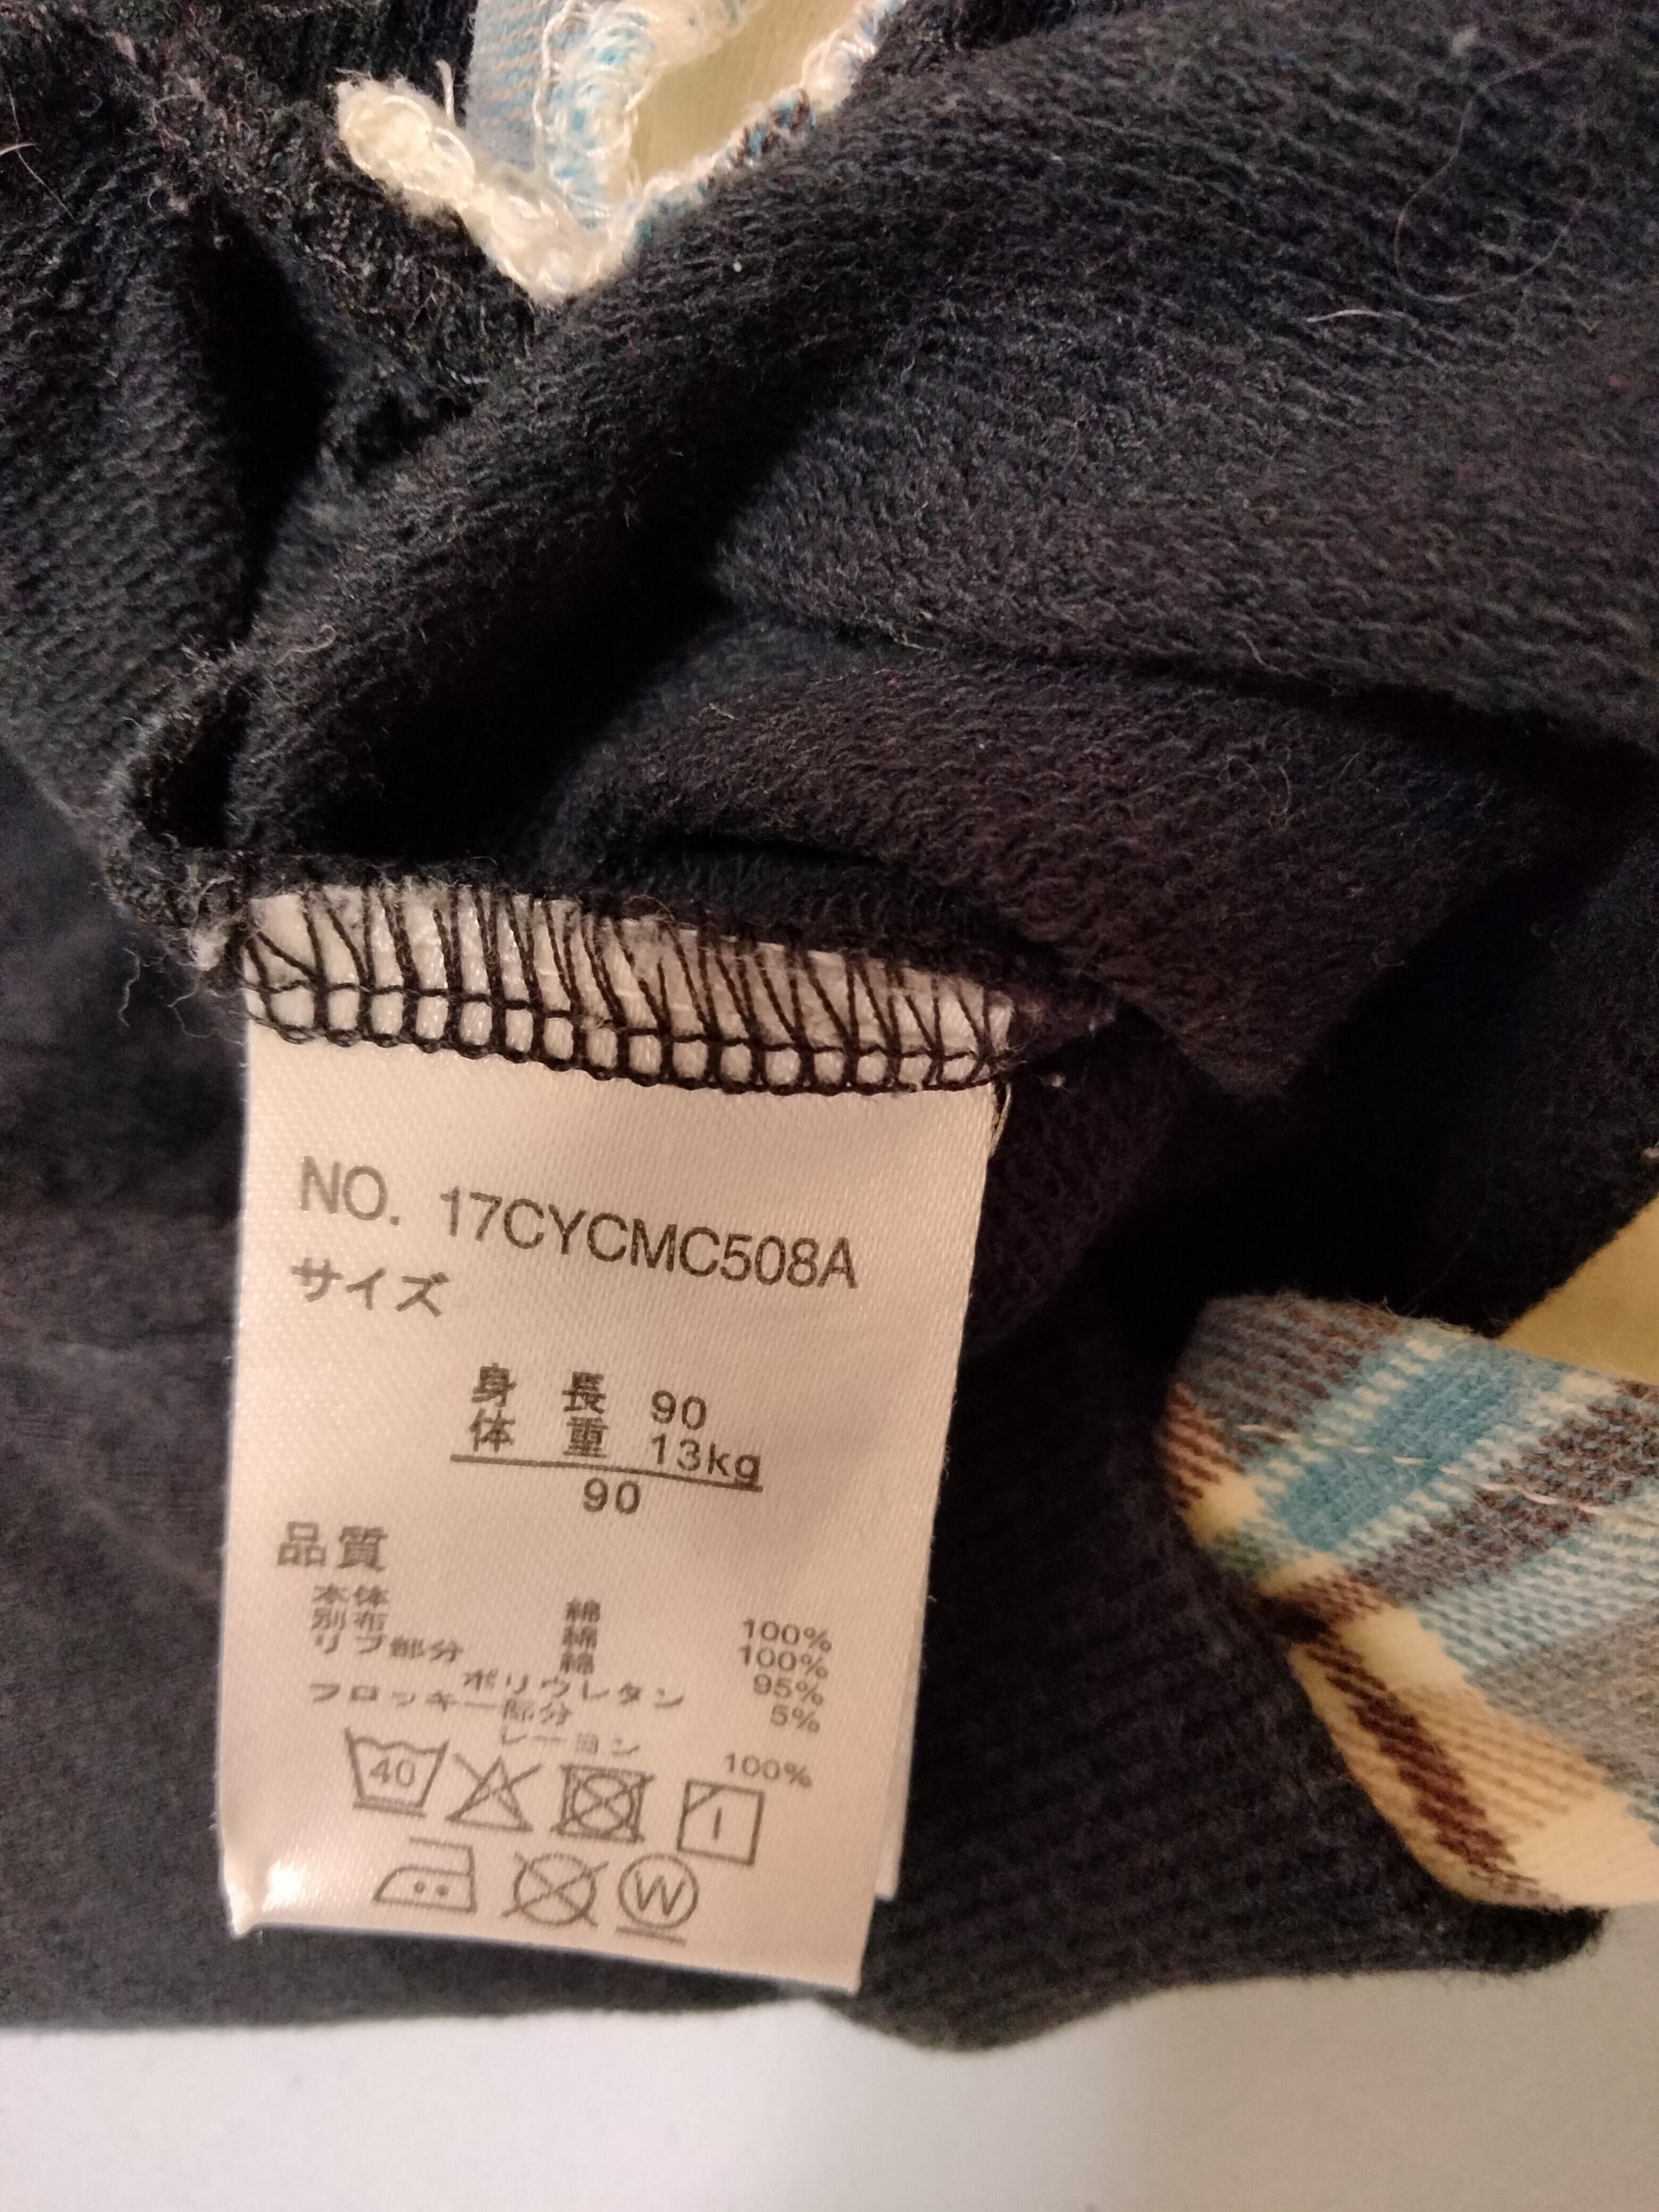 NO. 17CYCMC508A
サイズ
身長 90
体重 13kg
90
品質
本体 綿 100%
別布 綿 100%
リブ部分 綿 95%
ポリウレタン 5%
フロッキー部分
レーヨン 100%
40
W